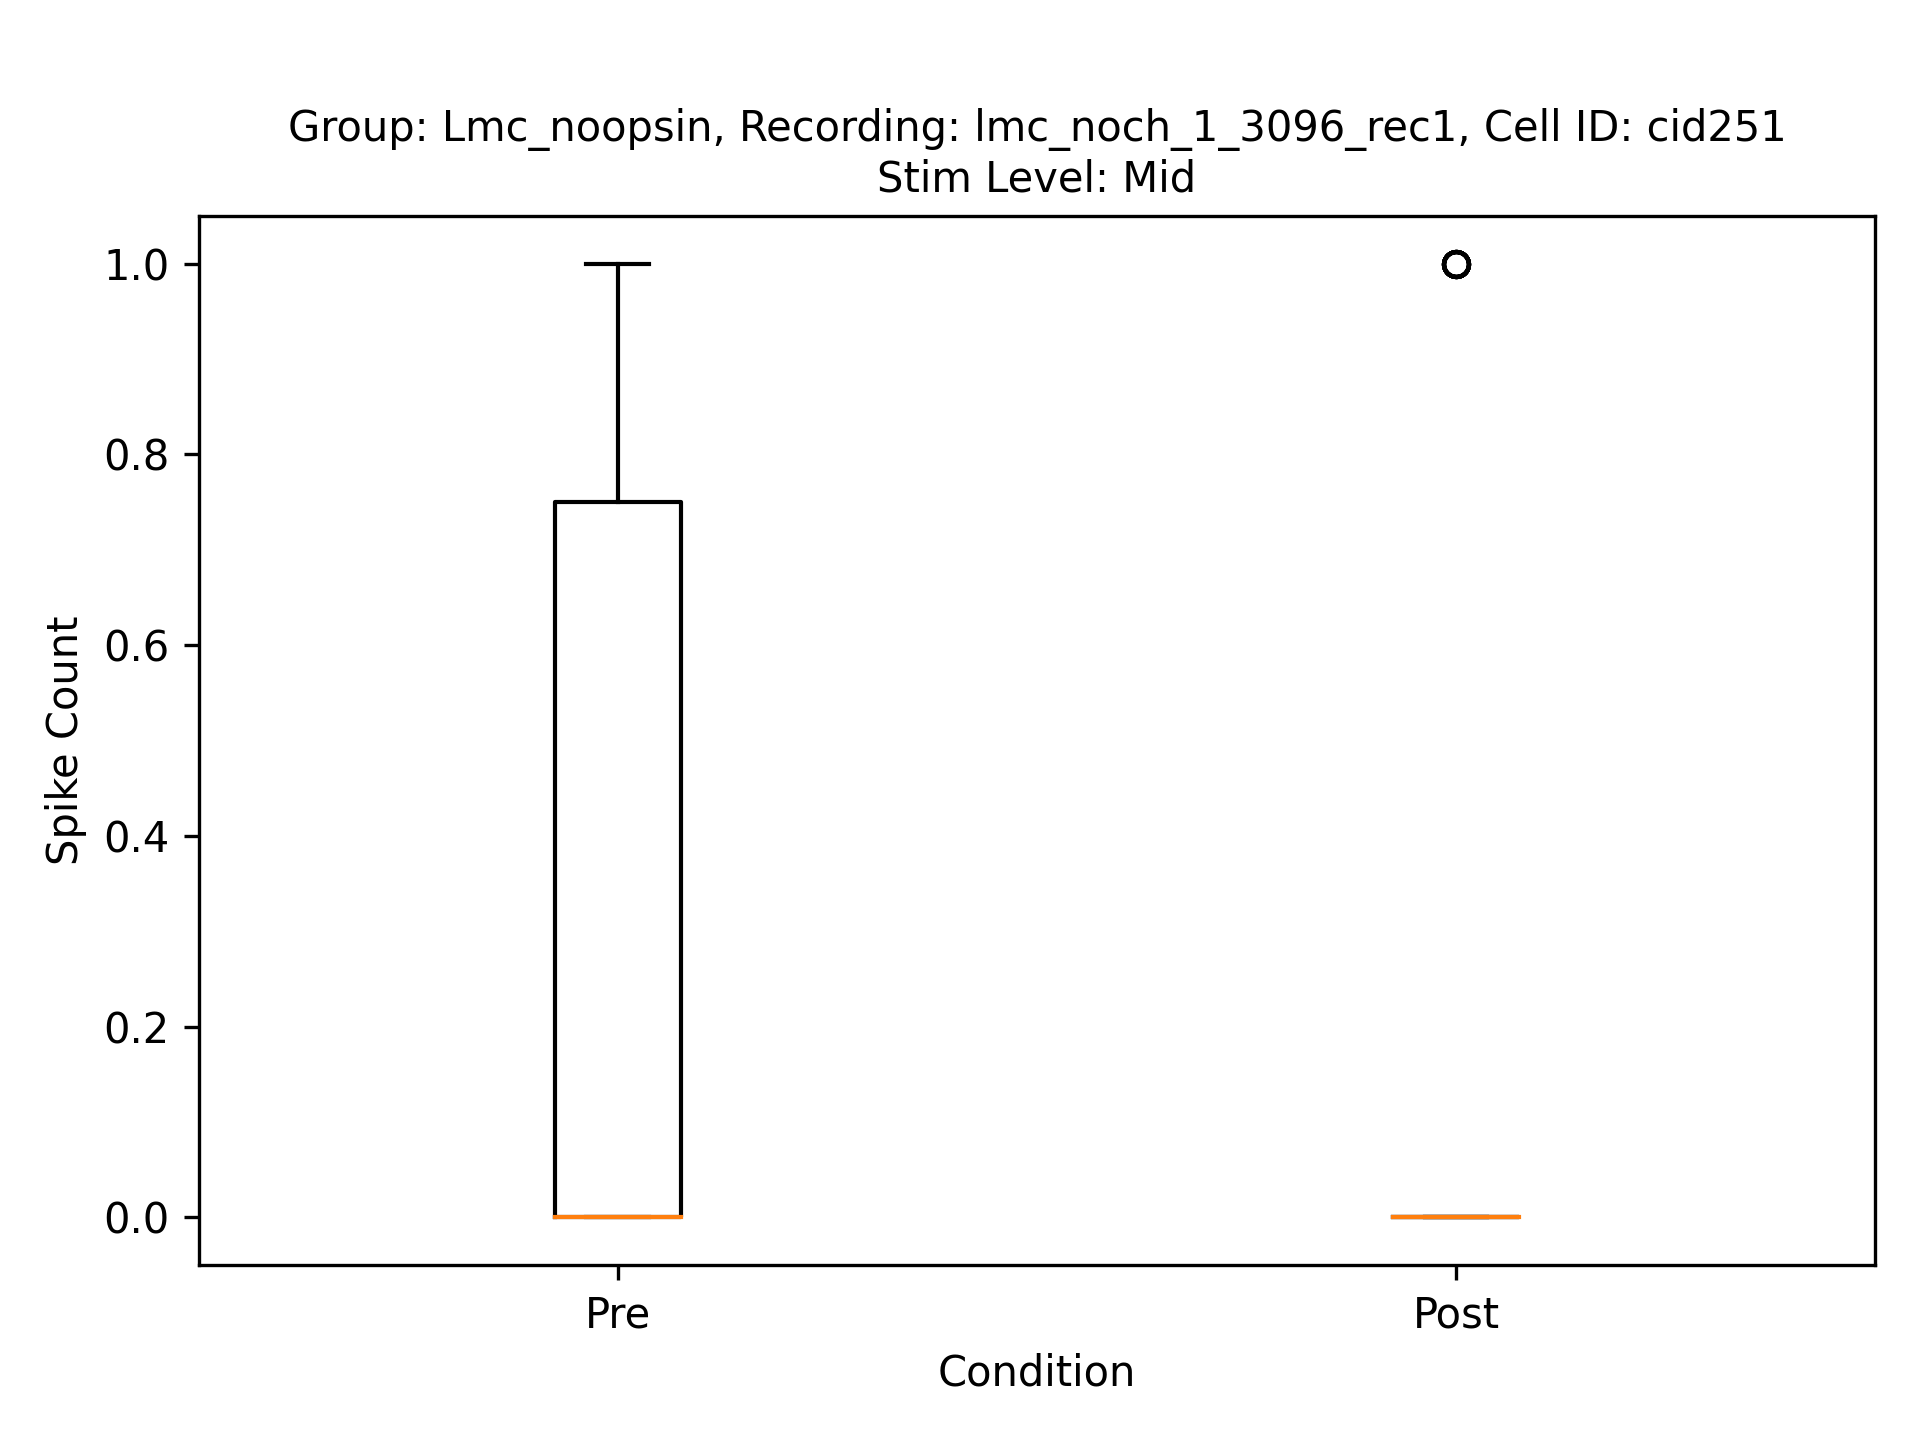 Group: Lmc_noopsin, Recording: lmc_noch_1_3096_rec1, Cell ID: cid251
Stim Level: Mid
1.0
0.8
0.6
0.4
0.2
0.0
Spike Count
Pre
Post
Condition